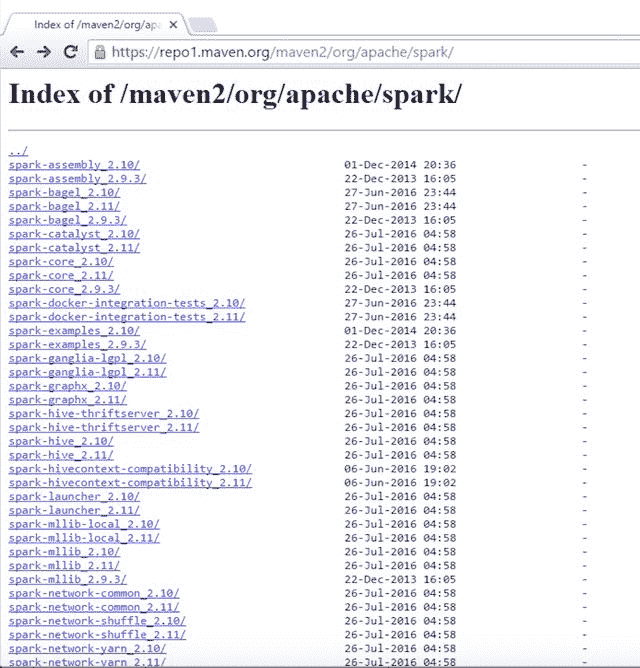 Index of /maven2/org/apa
https://repo1.maven.org/maven2/org/apache/spark/
Index of /maven2/org/apache/spark/
../
spark-assembly_2.10/ 01-Dec-2014 20:36 -
spark-assembly_2.9.3/ 22-Dec-2013 16:05 -
spark-bagel_2.10/ 27-Jun-2016 23:44 -
spark-bagel_2.11/ 27-Jun-2016 23:44 -
spark-bagel_2.9.3/ 22-Dec-2013 16:05 -
spark-catalyst_2.10/ 26-Jul-2016 04:58 -
spark-catalyst_2.11/ 26-Jul-2016 04:58 -
spark-core_2.10/ 26-Jul-2016 04:58 -
spark-core_2.11/ 26-Jul-2016 04:58 -
spark-core_2.9.3/ 22-Dec-2013 16:05 -
spark-docker-integration-tests_2.10/ 27-Jun-2016 23:44 -
spark-docker-integration-tests_2.11/ 27-Jun-2016 23:44 -
spark-examples_2.10/ 01-Dec-2014 20:36 -
spark-examples_2.9.3/ 22-Dec-2013 16:05 -
spark-ganglia-lgpl_2.10/ 26-Jul-2016 04:58 -
spark-ganglia-lgpl_2.11/ 26-Jul-2016 04:58 -
spark-graphx_2.10/ 26-Jul-2016 04:58 -
spark-graphx_2.11/ 26-Jul-2016 04:58 -
spark-hive-thriftserver_2.10/ 26-Jul-2016 04:58 -
spark-hive-thriftserver_2.11/ 26-Jul-2016 04:58 -
spark-hive_2.10/ 26-Jul-2016 04:58 -
spark-hive_2.11/ 26-Jul-2016 04:58 -
spark-hivecontext-compatibility_2.10/ 06-Jun-2016 19:02 -
spark-hivecontext-compatibility_2.11/ 06-Jun-2016 19:02 -
spark-launcher_2.10/ 26-Jul-2016 04:58 -
spark-launcher_2.11/ 26-Jul-2016 04:58 -
spark-mllib-local_2.10/ 26-Jul-2016 04:58 -
spark-mllib-local_2.11/ 26-Jul-2016 04:58 -
spark-mllib_2.10/ 26-Jul-2016 04:58 -
spark-mllib_2.11/ 26-Jul-2016 04:58 -
spark-mllib_2.9.3/ 22-Dec-2013 16:05 -
spark-network-common_2.10/ 26-Jul-2016 04:58 -
spark-network-common_2.11/ 26-Jul-2016 04:58 -
spark-network-shuffle_2.10/ 26-Jul-2016 04:58 -
spark-network-shuffle_2.11/ 26-Jul-2016 04:58 -
spark-network-yarn_2.10/ 26-Jul-2016 04:58 -
spark-network-yarn_2.11/ 26-Jul-2016 04:58 -